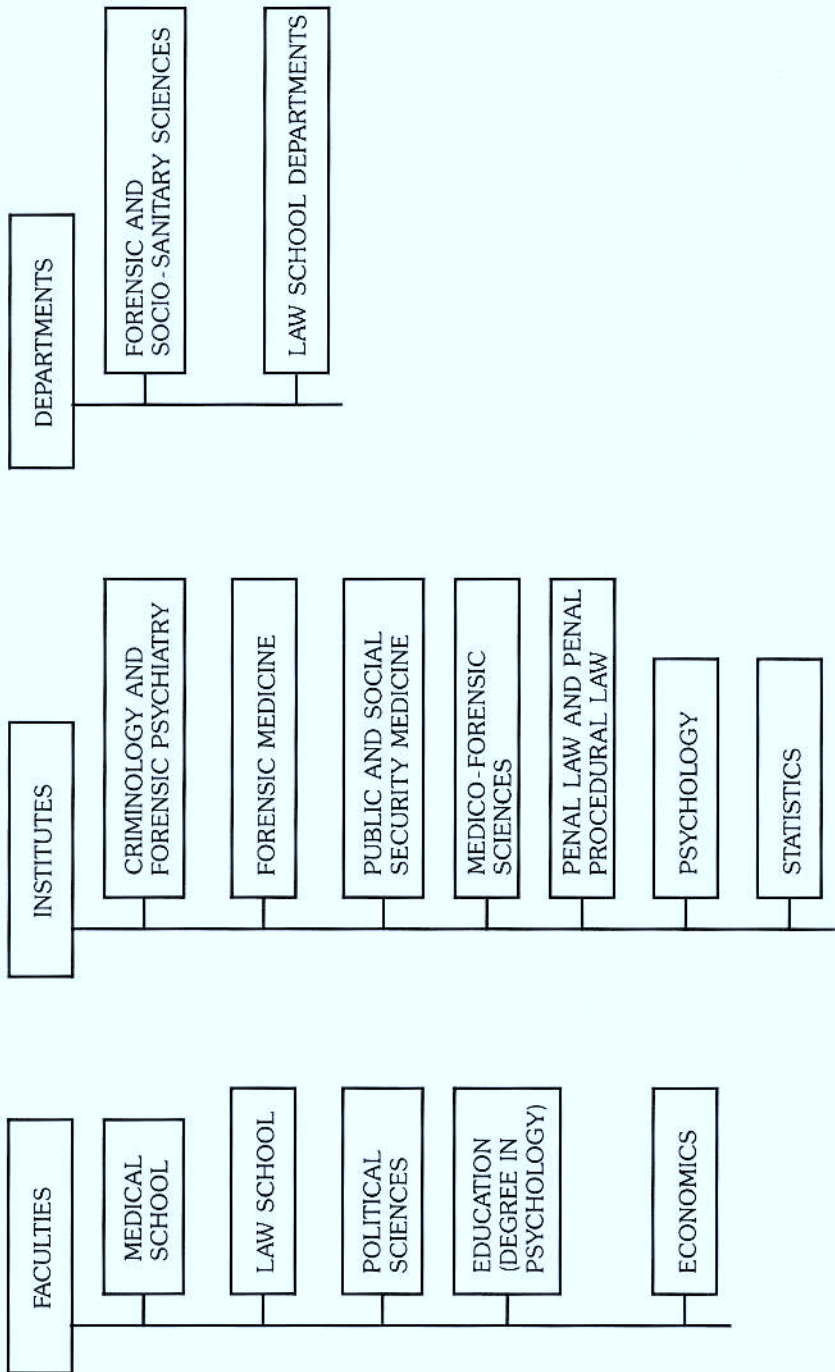 FACULTIES
MEDICAL
SCHOOL
LAW SCHOOL
POLITICAL
SCIENCES
EDUCATION
(DEGREE IN
PSYCHOLOGY)
ECONOMICS
INSTITUTES
CRIMINOLOGY AND
FORENSIC PSYCHIATRY
FORENSIC MEDICINE
PUBLIC AND SOCIAL
SECURITY MEDICINE
MEDICO-FORENSIC
SCIENCES
PENAL LAW AND PENAL
PROCEDURAL LAW
PSYCHOLOGY
STATISTICS
DEPARTMENTS
FORENSIC AND
SOCIO-SANITARY SCIENCES
LAW SCHOOL DEPARTMENTS